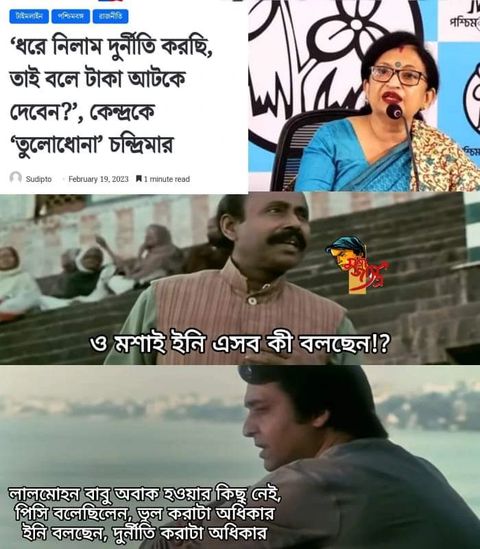 টাইমলাইন পশ্চিমবঙ্গ রাজনীতি
‘ধরে নিলাম দুর্নীতি করছি,
তাই বলে টাকা আটকে
দেবেন?’, কেন্দ্রকে
‘তুলোধোনা’ চন্দ্রিমার
Sudipto - February 19, 2023 1 minute read
ও মশাই ইনি এসব কী বলছেন!?
লালমোহন বাবু অবাক হওয়ার কিছু নেই,
পিসি বলেছিলেন, ভুল করাটা অধিকার
ইনি বলছেন, দুর্নীতি করাটা অধিকার